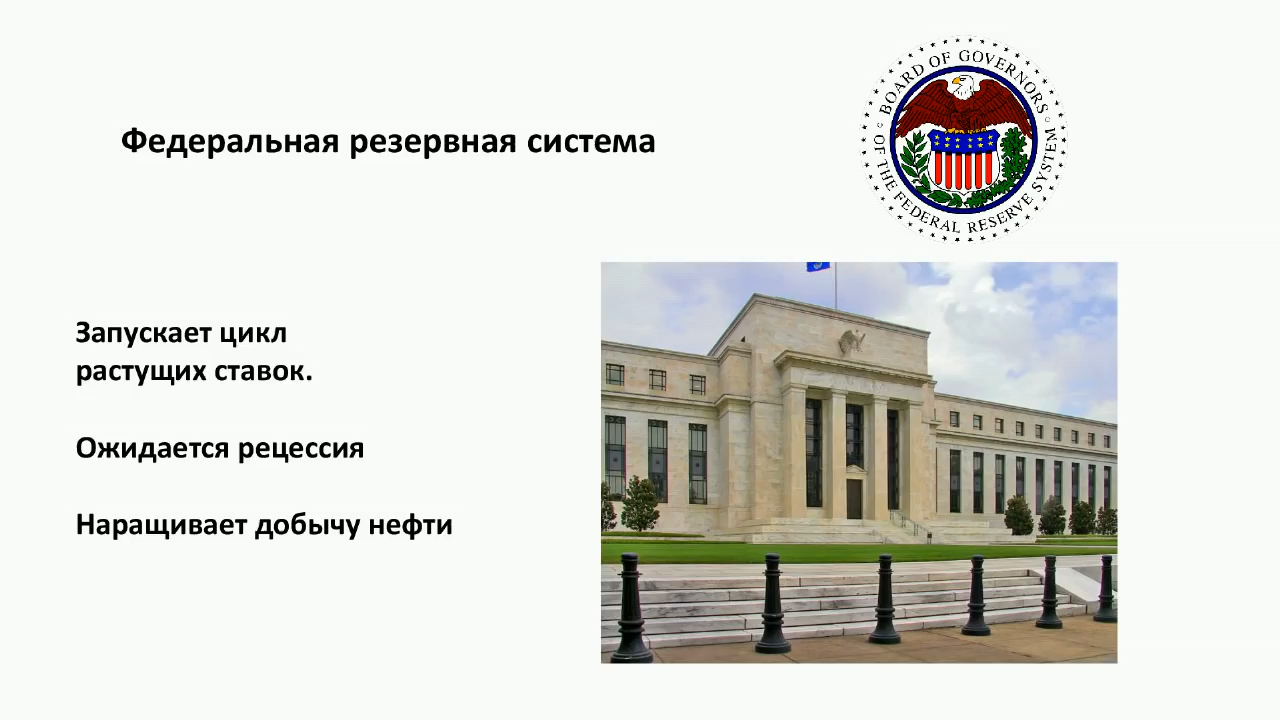 Федеральная резервная система
BOARD OF GOVERNORS
OF THE FEDERAL RESERVE SYSTEM
Запускает цикл
растущих ставок.
Ожидается рецессия
Наращивает добычу нефти